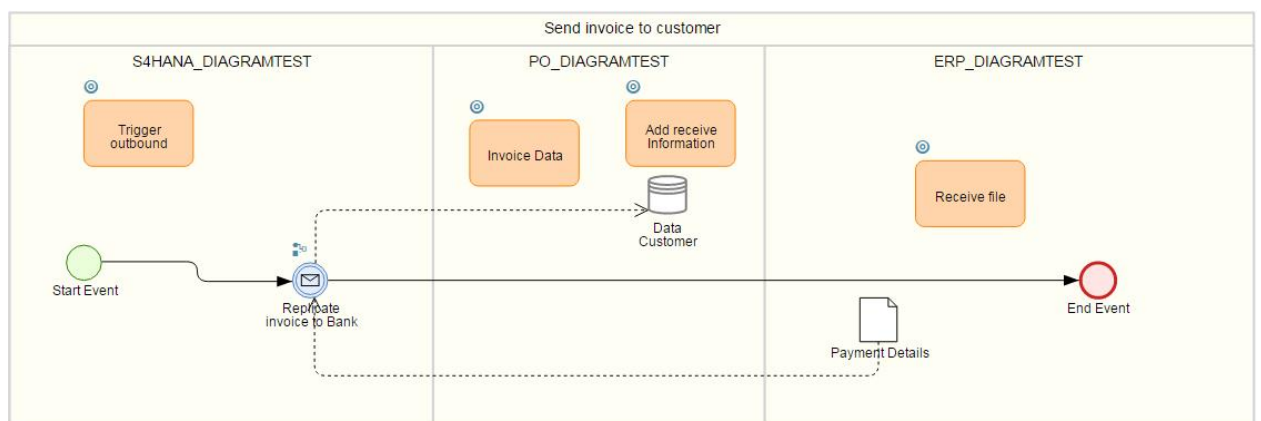 Send invoice to customer
S4HANA_DIAGRAMTEST
PO_DIAGRAMTEST
ERP_DIAGRAMTEST
Trigger
outbound
Invoice Data
Add receive
Information
Receive file
Data
Customer
Start Event
Replicate
invoice to Bank
Payment Details
End Event